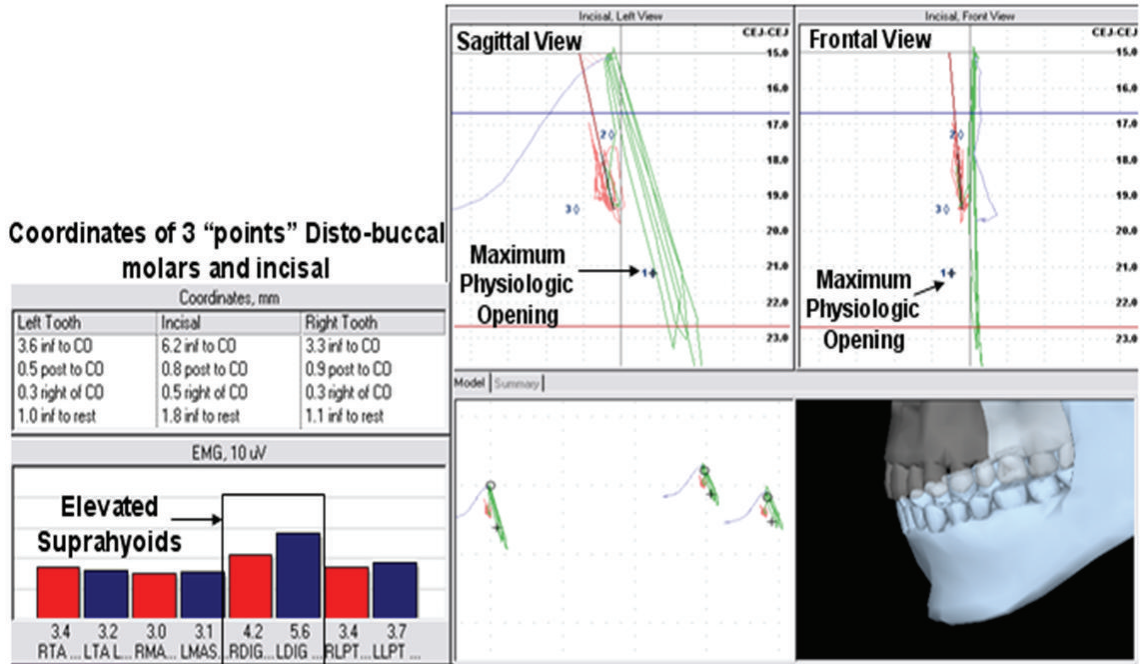 Incisal, Left View
CEJ-CEJ
Sagittal View
15.0
16.0
17.0
18.0
19.0
20.0
21.0
22.0
23.0
2
3
1
Maximum
Physiologic
Opening
Incisal, Front View
CEJ-CEJ
Frontal View
15.0
16.0
17.0
18.0
19.0
20.0
21.0
22.0
23.0
2
3
1
Maximum
Physiologic
Opening
Coordinates of 3 “points” Disto-buccal
molars and incisal
Coordinates, mm
Left Tooth Incisal Right Tooth
3.6 inf to CO 6.2 inf to CO 3.3 inf to CO
0.5 post to CO 0.8 post to CO 0.9 post to CO
0.3 right of CO 0.5 right of CO 0.3 right of CO
1.0 inf to rest 1.8 inf to rest 1.1 inf to rest
EMG, 10 uV
Elevated
Suprahyoids
3.4 3.2 3.0 3.1 4.2 5.6 3.4 3.7
RTA ... LTA L... RMA... LMAS... RDIG... LDIG ... RLPT... LLPT ...
Model Summary